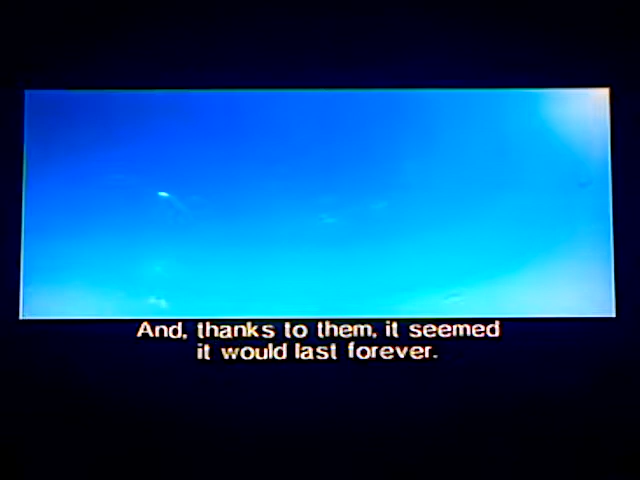 And, thanks to them, it seemed
it would last forever.